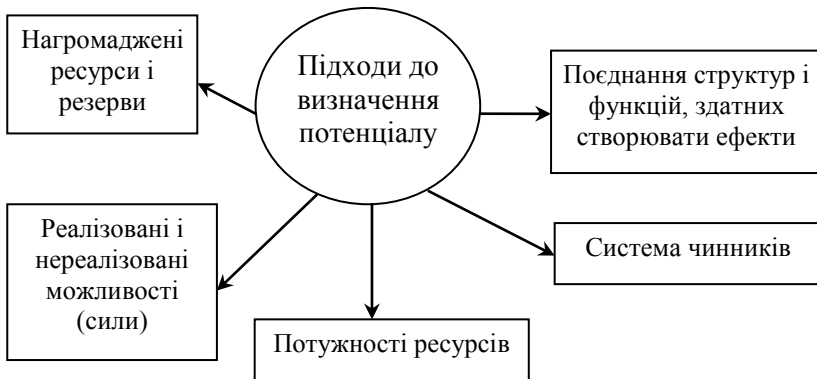 Нагромаджені
ресурси і
резерви
Підходи до
визначення
потенціалу
Поєднання структур і
функцій, здатних
створювати ефекти
Реалізовані і
нереалізовані
можливості
(сили)
Система чинників
Потужності ресурсів